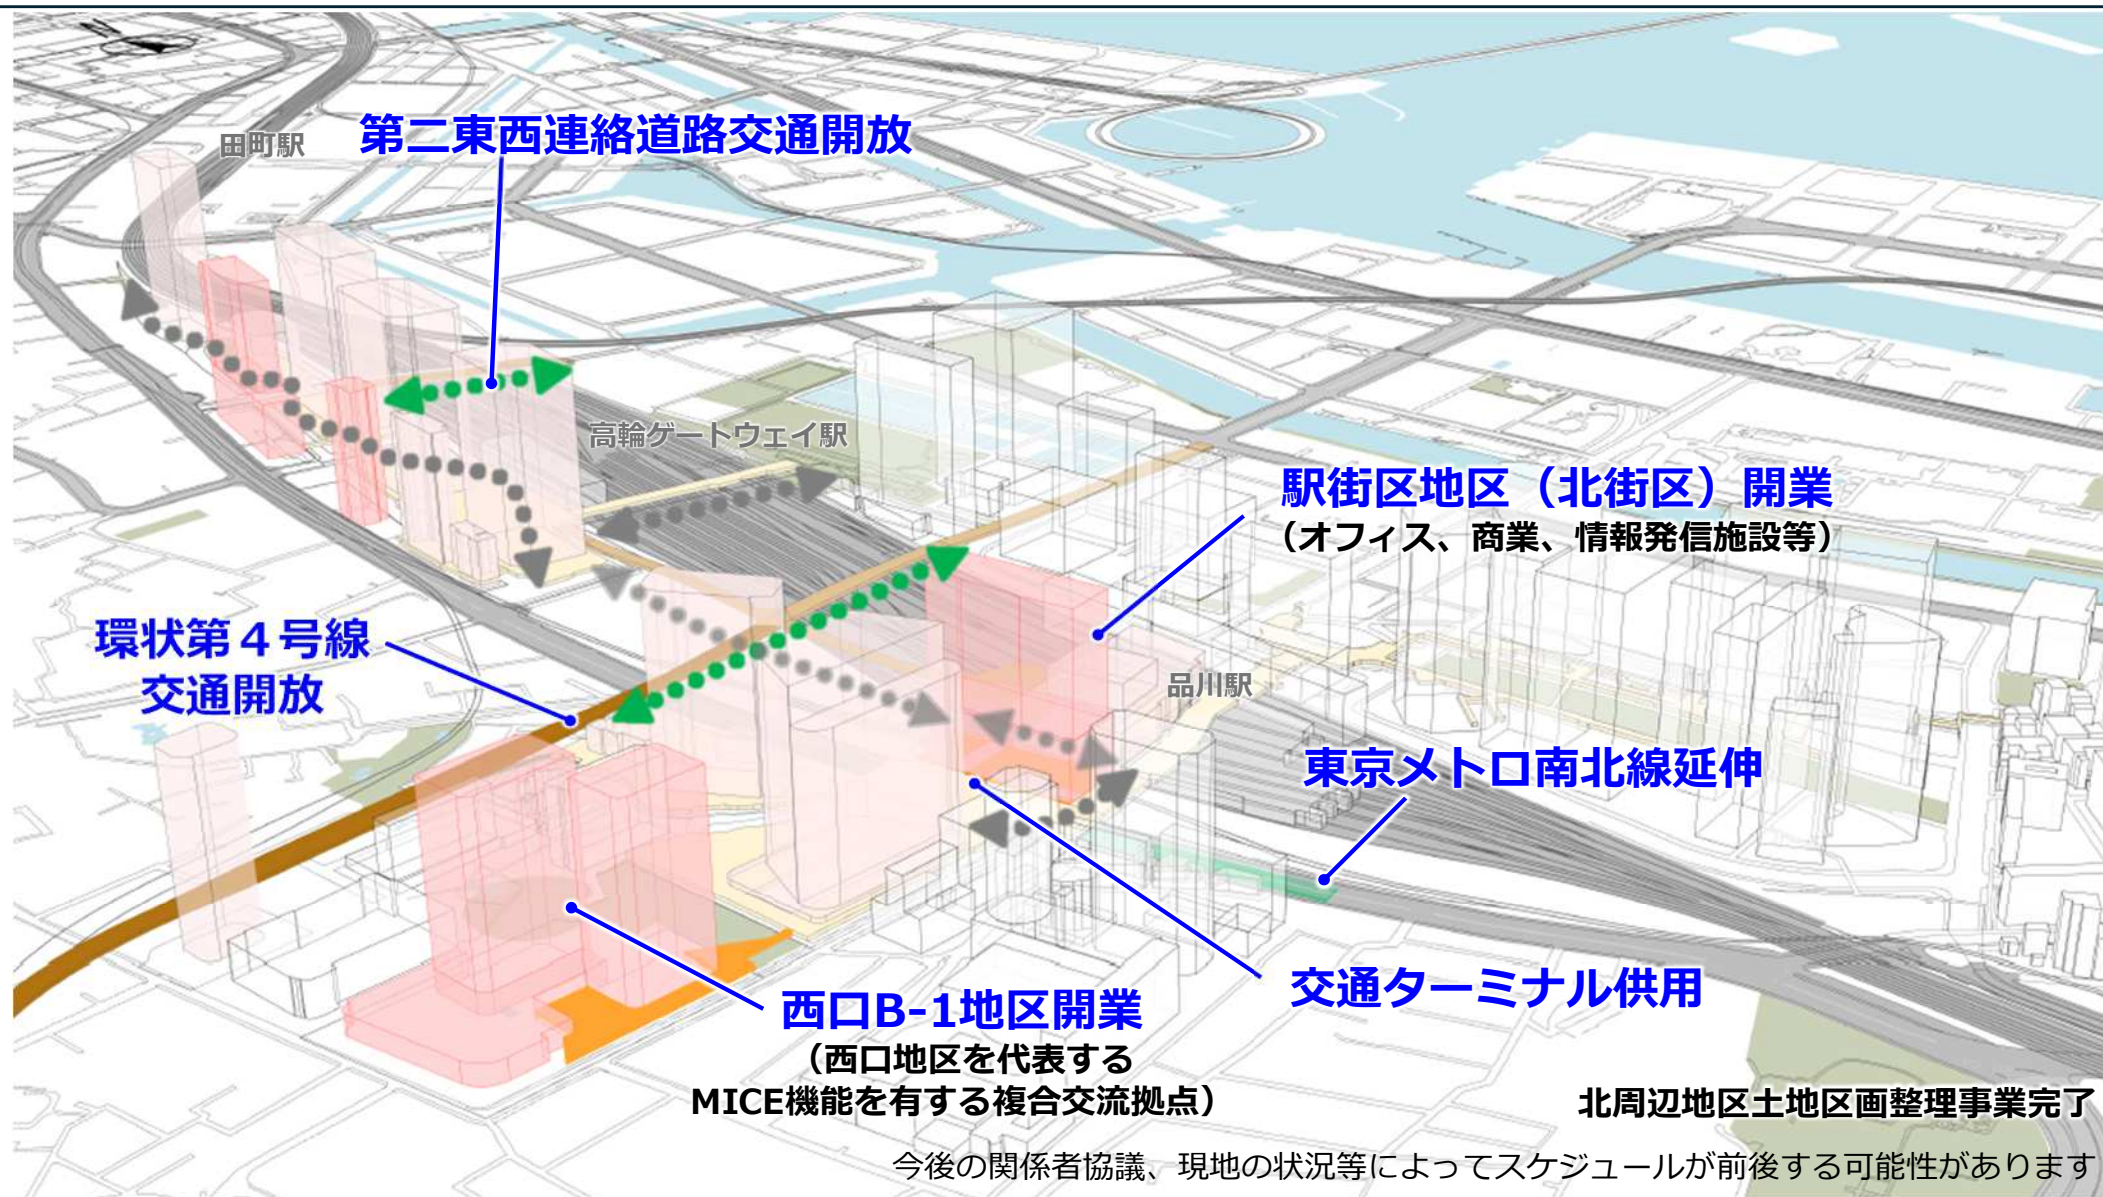 田町駅
第二東西連絡道路交通開放
高輪ゲートウェイ駅
駅街区地区（北街区）開業
（オフィス、商業、情報発信施設等）
環状第４号線
交通開放
品川駅
東京メトロ南北線延伸
交通ターミナル供用
西口B-1地区開業
（西口地区を代表する
MICE機能を有する複合交流拠点）
北周辺地区土地区画整理事業完了
今後の関係者協議、現地の状況等によってスケジュールが前後する可能性があります